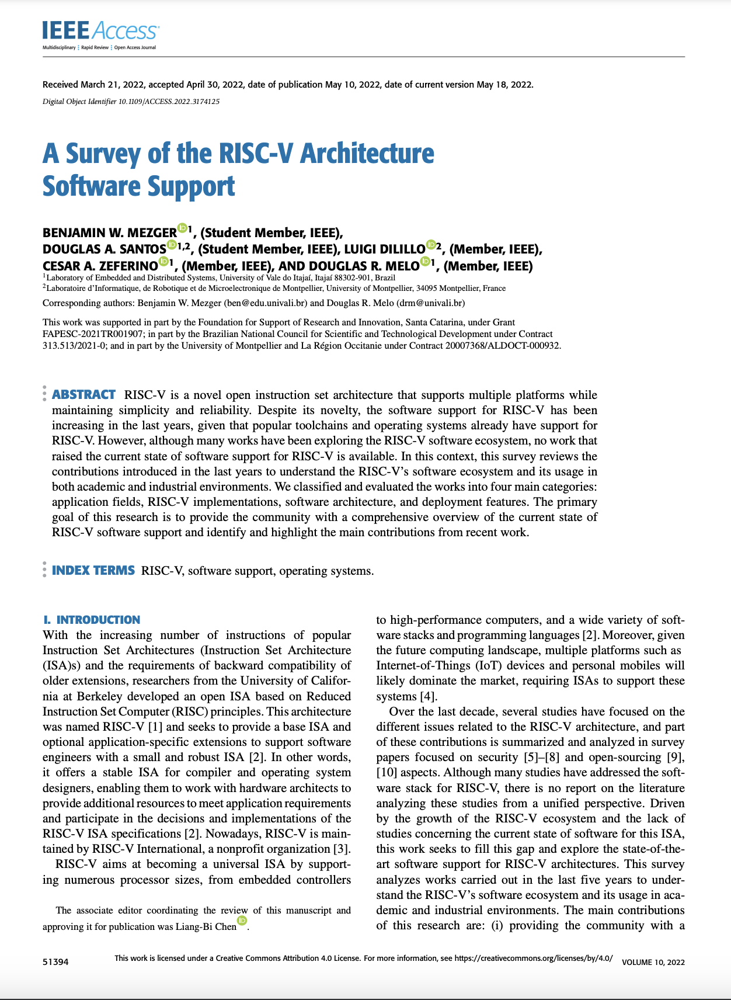 IEEE Access
Multidisciplinary ⋮ Rapid Review ⋮ Open Access Journal
Received March 21, 2022, accepted April 30, 2022, date of publication May 10, 2022, date of current version May 18, 2022.
Digital Object Identifier 10.1109/ACCESS.2022.3174125
A Survey of the RISC-V Architecture
Software Support
BENJAMIN W. MEZGER iD 1, (Student Member, IEEE),
DOUGLAS A. SANTOS iD 1,2, (Student Member, IEEE), LUIGI DILILLO iD 2, (Member, IEEE),
CESAR A. ZEFERINO iD 1, (Member, IEEE), AND DOUGLAS R. MELO iD 1, (Member, IEEE)
1 Laboratory of Embedded and Distributed Systems, University of Vale do Itajaí, Itajaí 88302-901, Brazil
2 Laboratoire d'Informatique, de Robotique et de Microelectronique de Montpellier, University of Montpellier, 34095 Montpellier, France
Corresponding authors: Benjamin W. Mezger (ben@edu.univali.br) and Douglas R. Melo (drm@univali.br)
This work was supported in part by the Foundation for Support of Research and Innovation, Santa Catarina, under Grant
FAPESC-2021TR001907; in part by the Brazilian National Council for Scientific and Technological Development under Contract
313.513/2021-0; and in part by the University of Montpellier and La Région Occitanie under Contract 20007368/ALDOCT-000932.
ABSTRACT RISC-V is a novel open instruction set architecture that supports multiple platforms while
maintaining simplicity and reliability. Despite its novelty, the software support for RISC-V has been
increasing in the last years, given that popular toolchains and operating systems already have support for
RISC-V. However, although many works have been exploring the RISC-V software ecosystem, no work that
raised the current state of software support for RISC-V is available. In this context, this survey reviews the
contributions introduced in the last years to understand the RISC-V's software ecosystem and its usage in
both academic and industrial environments. We classified and evaluated the works into four main categories:
application fields, RISC-V implementations, software architecture, and deployment features. The primary
goal of this research is to provide the community with a comprehensive overview of the current state of
RISC-V software support and identify and highlight the main contributions from recent work.
INDEX TERMS RISC-V, software support, operating systems.
I. INTRODUCTION
With the increasing number of instructions of popular
Instruction Set Architectures (Instruction Set Architecture
(ISA)s) and the requirements of backward compatibility of
older extensions, researchers from the University of Califor-
nia at Berkeley developed an open ISA based on Reduced
Instruction Set Computer (RISC) principles. This architecture
was named RISC-V [1] and seeks to provide a base ISA and
optional application-specific extensions to support software
engineers with a small and robust ISA [2]. In other words,
it offers a stable ISA for compiler and operating system
designers, enabling them to work with hardware architects to
provide additional resources to meet application requirements
and participate in the decisions and implementations of the
RISC-V ISA specifications [2]. Nowadays, RISC-V is main-
tained by RISC-V International, a nonprofit organization [3].
RISC-V aims at becoming a universal ISA by support-
ing numerous processor sizes, from embedded controllers
The associate editor coordinating the review of this manuscript and
approving it for publication was Liang-Bi Chen iD .
to high-performance computers, and a wide variety of soft-
ware stacks and programming languages [2]. Moreover, given
the future computing landscape, multiple platforms such as
Internet-of-Things (IoT) devices and personal mobiles will
likely dominate the market, requiring ISAs to support these
systems [4].
Over the last decade, several studies have focused on the
different issues related to the RISC-V architecture, and part
of these contributions is summarized and analyzed in survey
papers focused on security [5]–[8] and open-sourcing [9],
[10] aspects. Although many studies have addressed the soft-
ware stack for RISC-V, there is no report on the literature
analyzing these studies from a unified perspective. Driven
by the growth of the RISC-V ecosystem and the lack of
studies concerning the current state of software for this ISA,
this work seeks to fill this gap and explore the state-of-the-
art software support for RISC-V architectures. This survey
analyzes works carried out in the last five years to under-
stand the RISC-V's software ecosystem and its usage in aca-
demic and industrial environments. The main contributions
of this research are: (i) providing the community with a
51394
This work is licensed under a Creative Commons Attribution 4.0 License. For more information, see https://creativecommons.org/licenses/by/4.0/
VOLUME 10, 2022